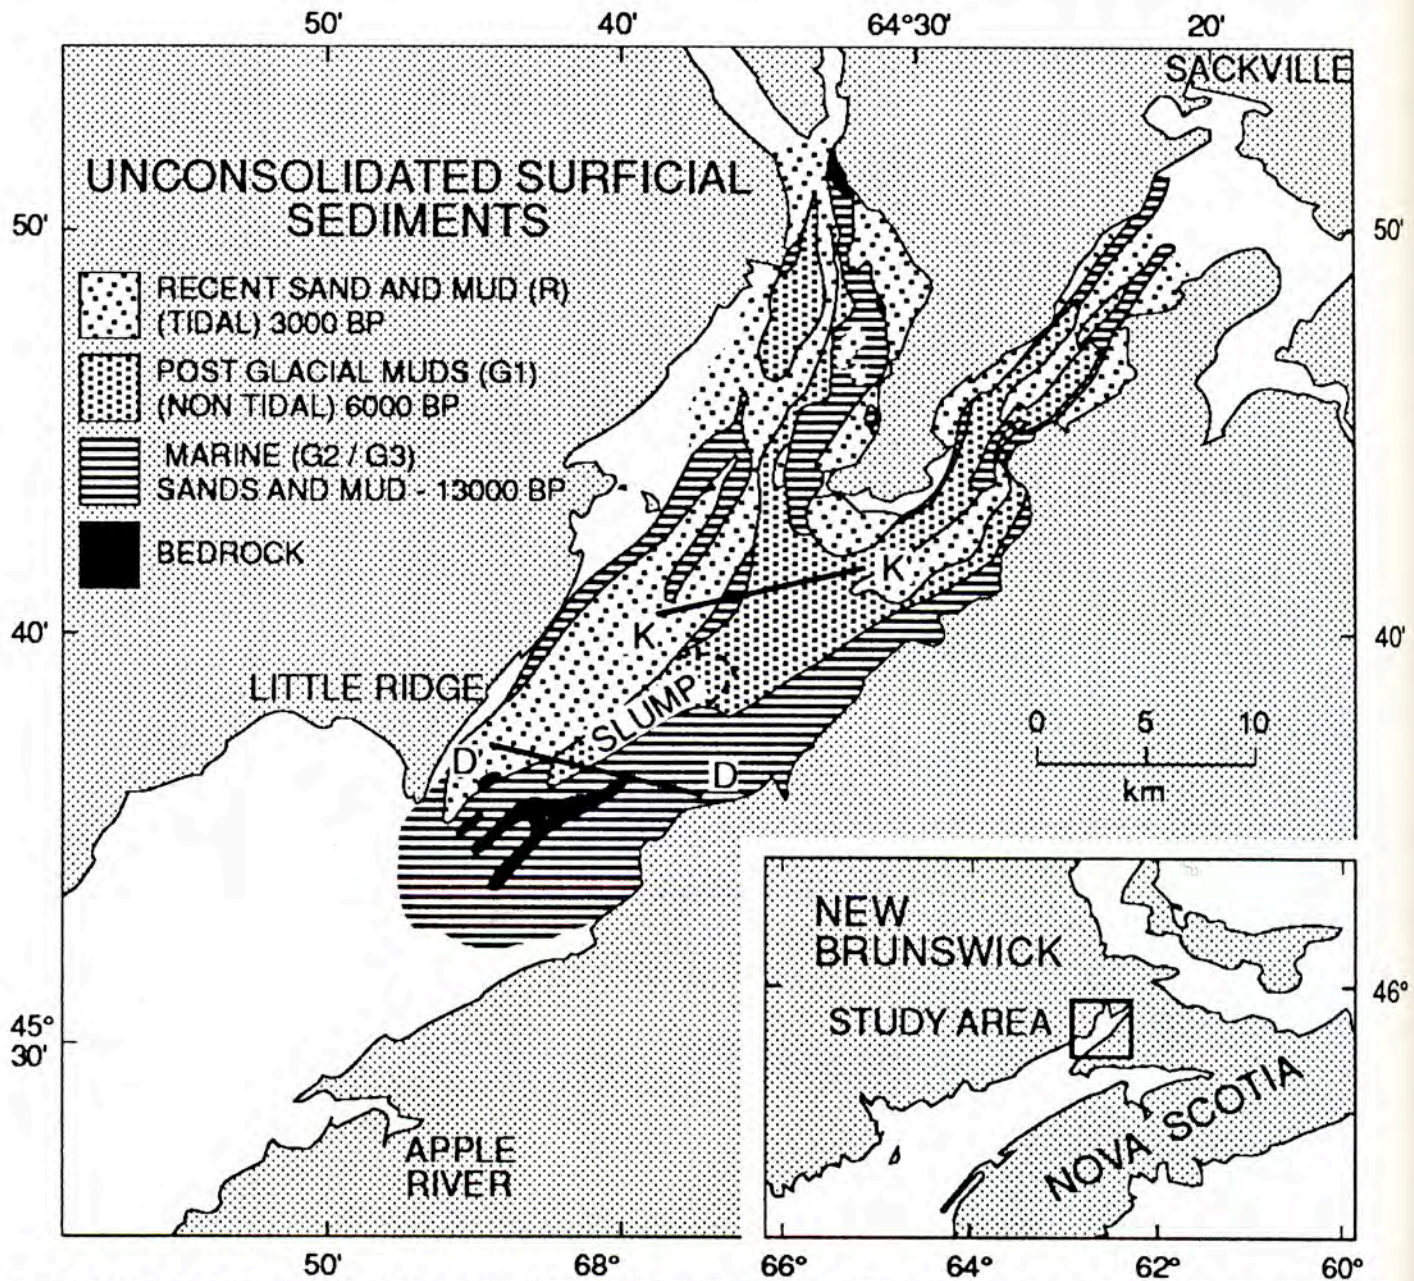 50'
40'
64°30'
20'
SACKVILLE
UNCONSOLIDATED SURFICIAL
SEDIMENTS
50'
50'
RECENT SAND AND MUD (R)
(TIDAL) 3000 BP
POST GLACIAL MUDS (G1)
(NON TIDAL) 6000 BP
MARINE (G2 / G3)
SANDS AND MUD - 13000 BP
BEDROCK
K
K
40'
40'
LITTLE RIDGE
SLUMP
D
D
0 5 10
km
NEW
BRUNSWICK
STUDY AREA
46°
NOVA SCOTIA
45°
30'
APPLE
RIVER
50'
68°
66°
64°
62°
60°